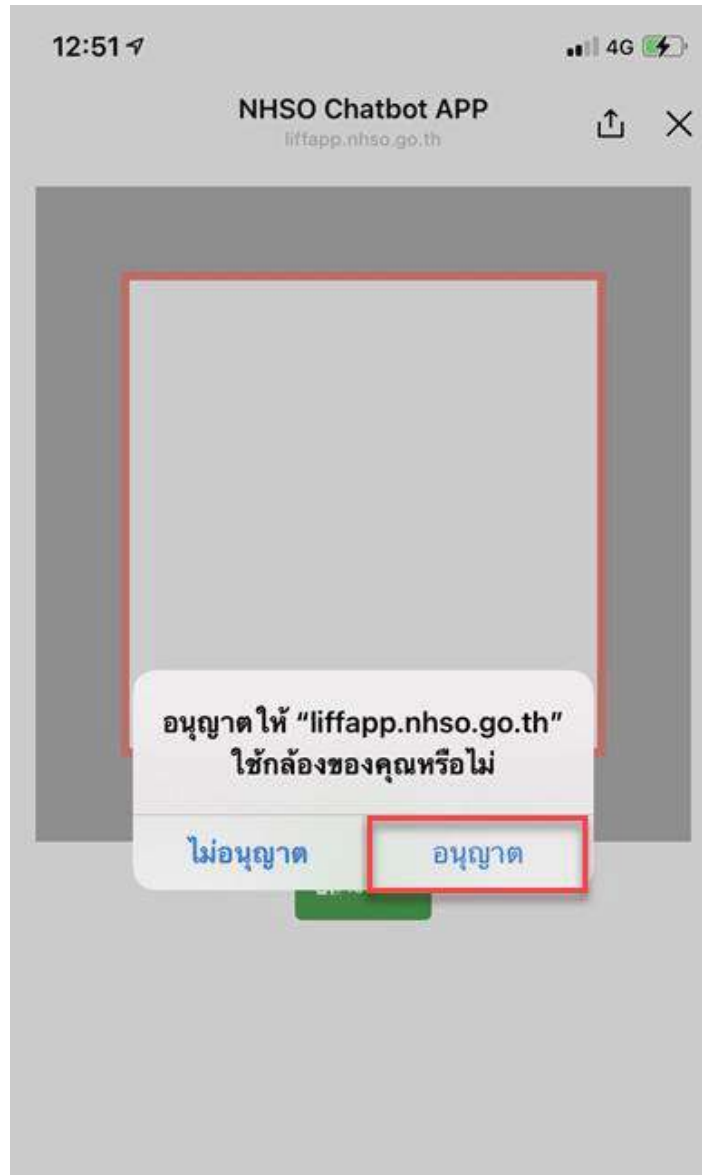 12:51
4G
NHSO Chatbot APP
liffapp.nhso.go.th
อนุญาตให้ “liffapp.nhso.go.th”
ใช้กล้องของคุณหรือไม่
ไม่อนุญาต
อนุญาต